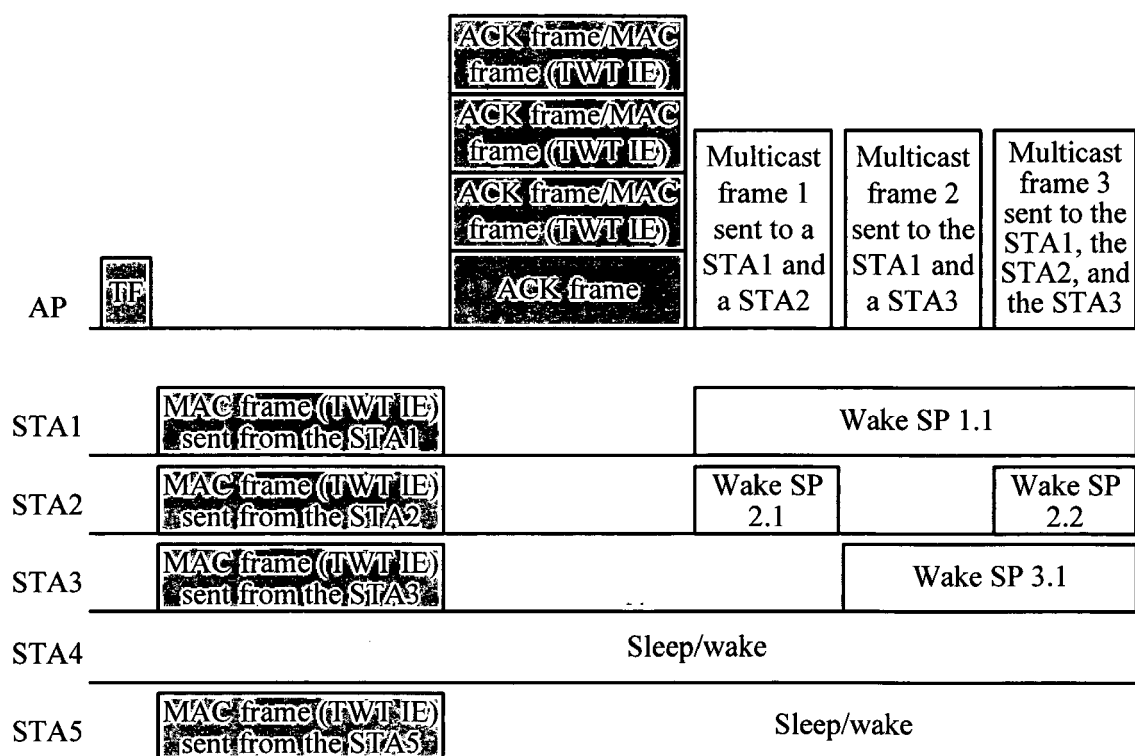 ACK frame/MAC
frame (TWT IE)
ACK frame/MAC
frame (TWT IE)
ACK frame/MAC
frame (TWT IE)
ACK frame
Multicast
frame 1
sent to a
STA1 and
a STA2
Multicast
frame 2
sent to the
STA1 and
a STA3
Multicast
frame 3
sent to the
STA1, the
STA2, and
the STA3
AP
TF
STA1
MAC frame (TWT IE)
sent from the STA1
Wake SP 1.1
STA2
MAC frame (TWT IE)
sent from the STA2
Wake SP
2.1
Wake SP
2.2
STA3
MAC frame (TWT IE)
sent from the STA3
Wake SP 3.1
STA4
Sleep/wake
STA5
MAC frame (TWT IE)
sent from the STA5
Sleep/wake